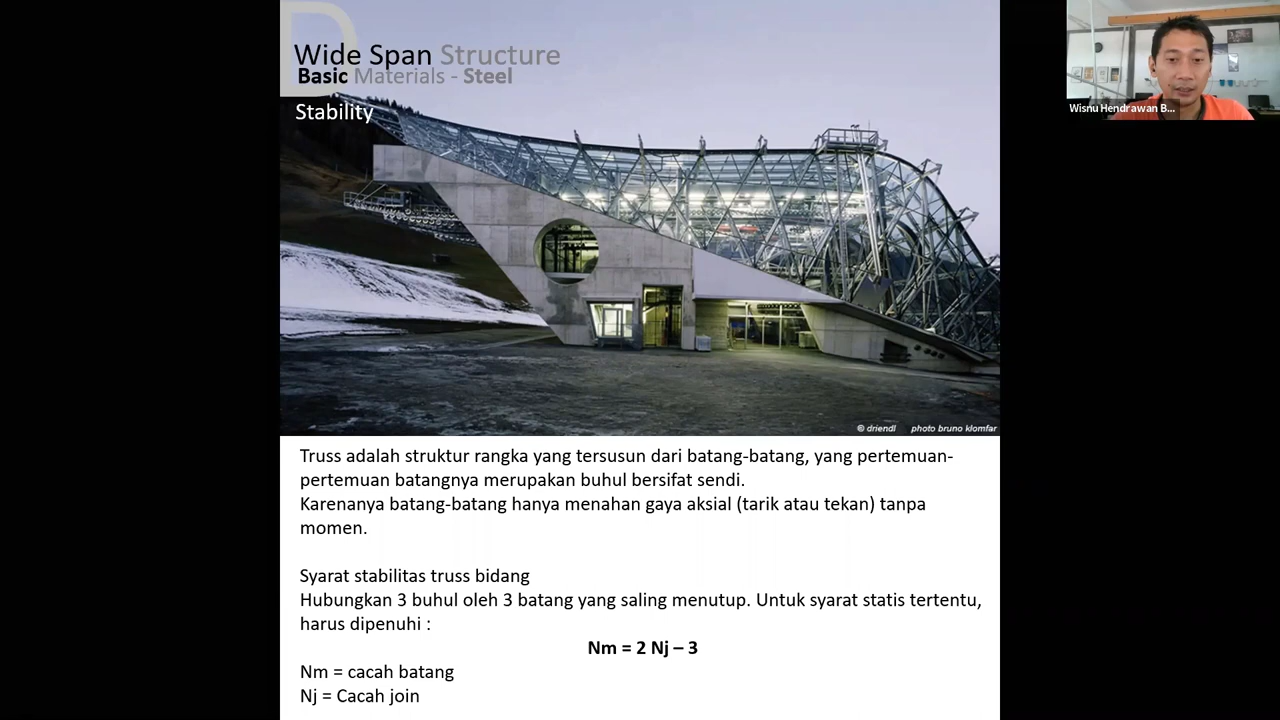 Wide Span Structure
Basic Materials - Steel
Stability
Wisnu Hendrawan B...
© driendl photo bruno klomfar
Truss adalah struktur rangka yang tersusun dari batang-batang, yang pertemuan-
pertemuan batangnya merupakan buhul bersifat sendi.
Karenanya batang-batang hanya menahan gaya aksial (tarik atau tekan) tanpa
momen.
Syarat stabilitas truss bidang
Hubungkan 3 buhul oleh 3 batang yang saling menutup. Untuk syarat statis tertentu,
harus dipenuhi :
Nm = 2 Nj – 3
Nm = cacah batang
Nj = Cacah join